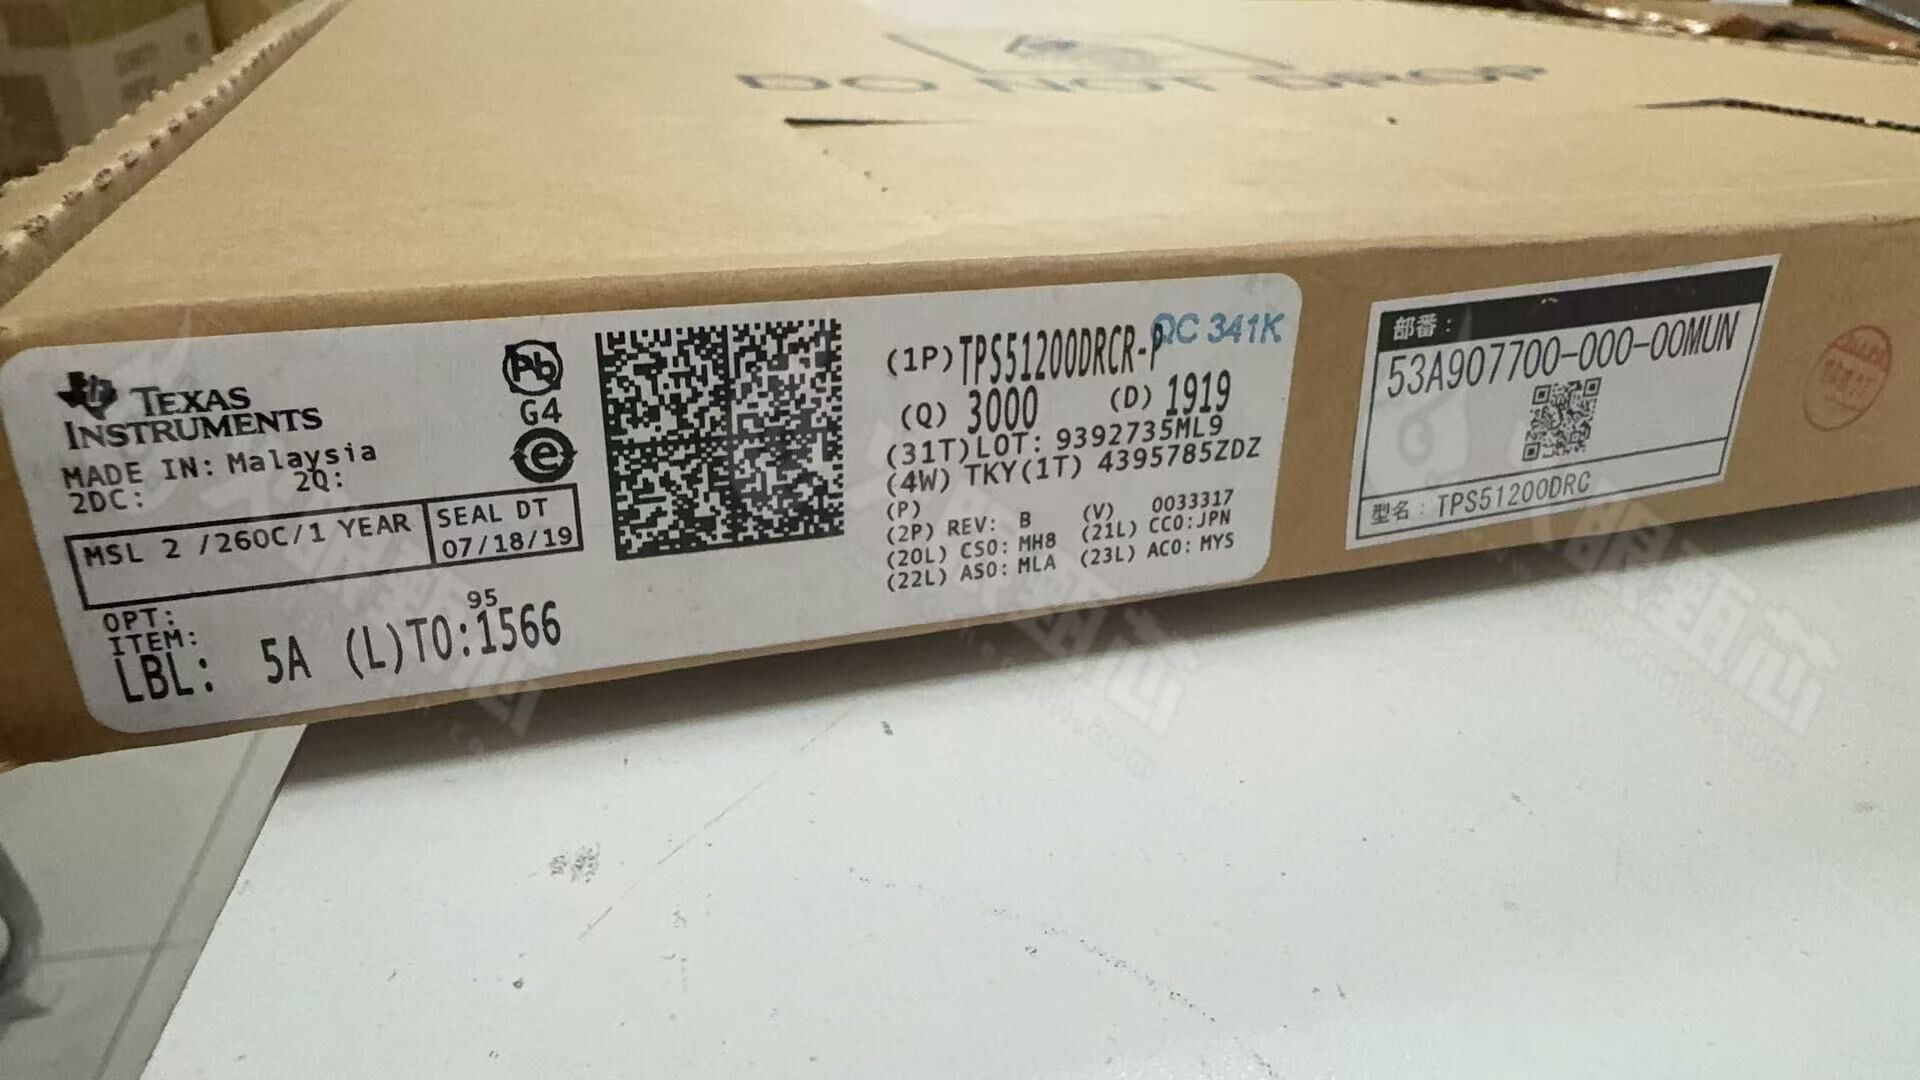 DO NOT DROP
TEXAS
INSTRUMENTS
MADE IN: Malaysia
2DC: 2Q:
MSL 2 /260C/1 YEAR
SEAL DT
07/18/19
OPT:
ITEM: 95
LBL: 5A (L)TO:1566
Pb
G4
e
(1P)TPS51200DRCR-P
QC 341K
(Q) 3000 (D) 1919
(31T)LOT: 9392735ML9
(4W) TKY(1T) 4395785ZDZ
(P)
(2P) REV: B (V) 0033317
(20L) CSO: MH8 (21L) CCO:JPN
(22L) ASO: MLA (23L) ACO: MYS
部番:
53A907700-000-00MUN
型名: TPS51200DRC